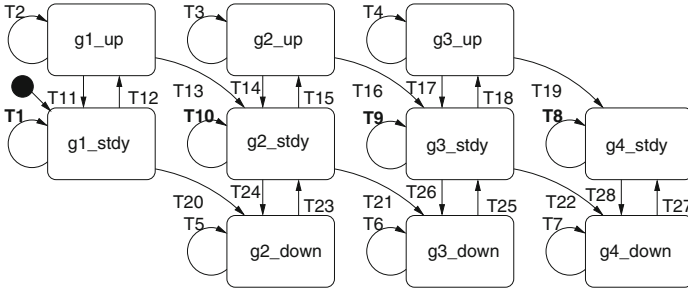 T2 g1_up T3 g2_up T4 g3_up
T11 T12 T13 T14 T15 T16 T17 T18 T19
T1 g1_stdy T10 g2_stdy T9 g3_stdy T8 g4_stdy
T20 T24 T23 T21 T26 T25 T22 T28 T27
T5 g2_down T6 g3_down T7 g4_down